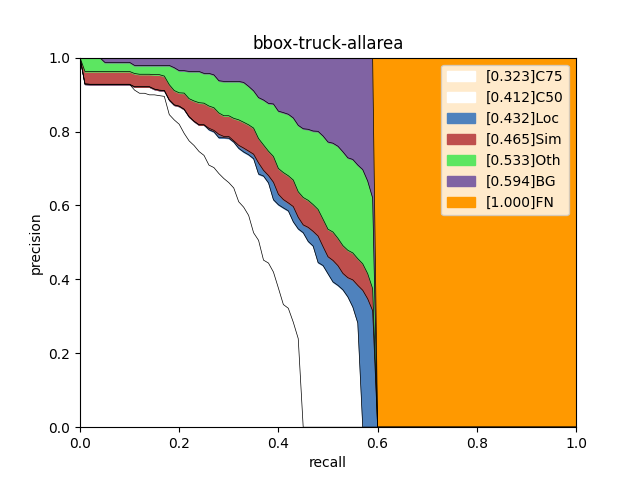 bbox-truck-allarea
1.0
0.8
0.6
0.4
0.2
0.0
precision
0.0 0.2 0.4 0.6 0.8 1.0
recall
[0.323]C75
[0.412]C50
[0.432]Loc
[0.465]Sim
[0.533]Oth
[0.594]BG
[1.000]FN